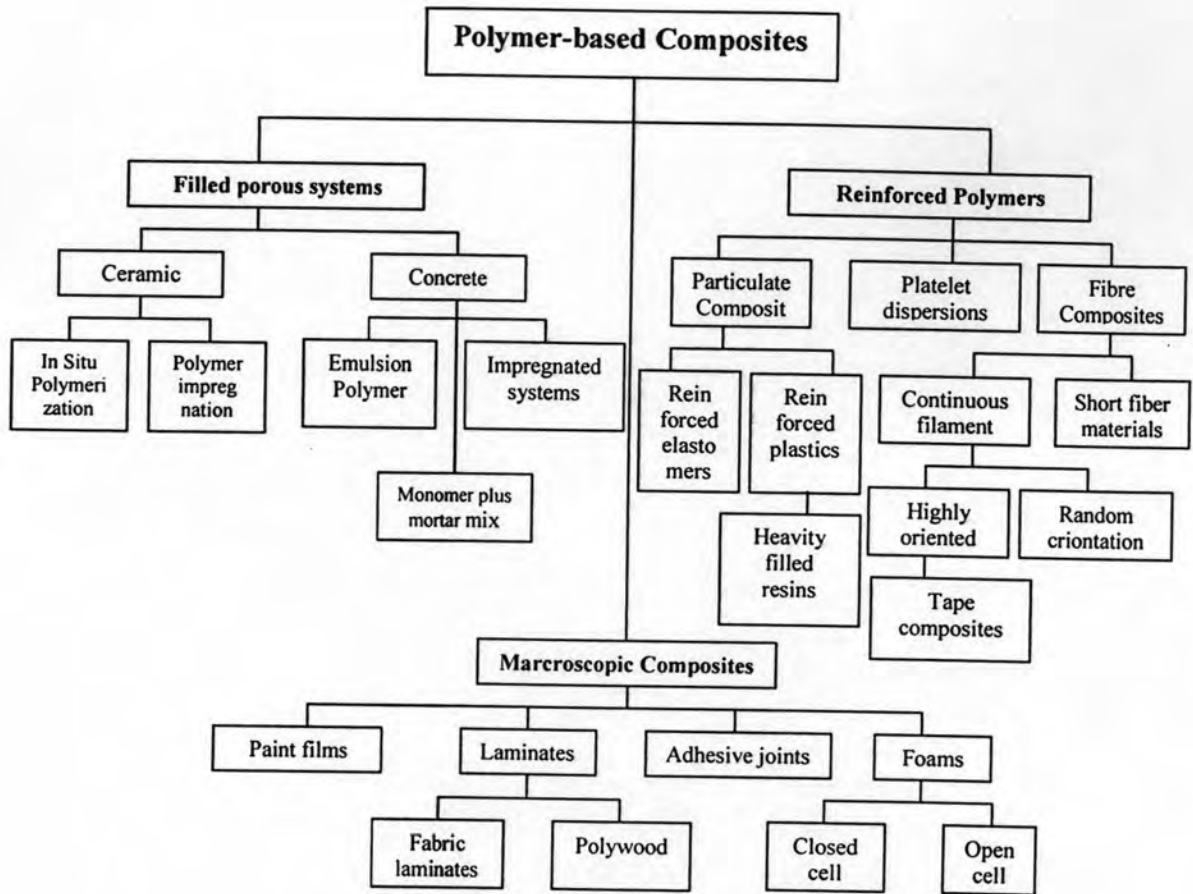 Polymer-based Composites
Filled porous systems
Reinforced Polymers
Ceramic
Concrete
Particulate
Composit
Platelet
dispersions
Fibre
Composites
In Situ
Polymeri
zation
Polymer
impreg
nation
Emulsion
Polymer
Impregnated
systems
Rein
forced
elasto
mers
Rein
forced
plastics
Continuous
filament
Short fiber
materials
Monomer plus
mortar mix
Heavity
filled
resins
Highly
oriented
Random
criontation
Tape
composites
Marcroscopic Composites
Paint films
Laminates
Adhesive joints
Foams
Fabric
laminates
Polywood
Closed
cell
Open
cell